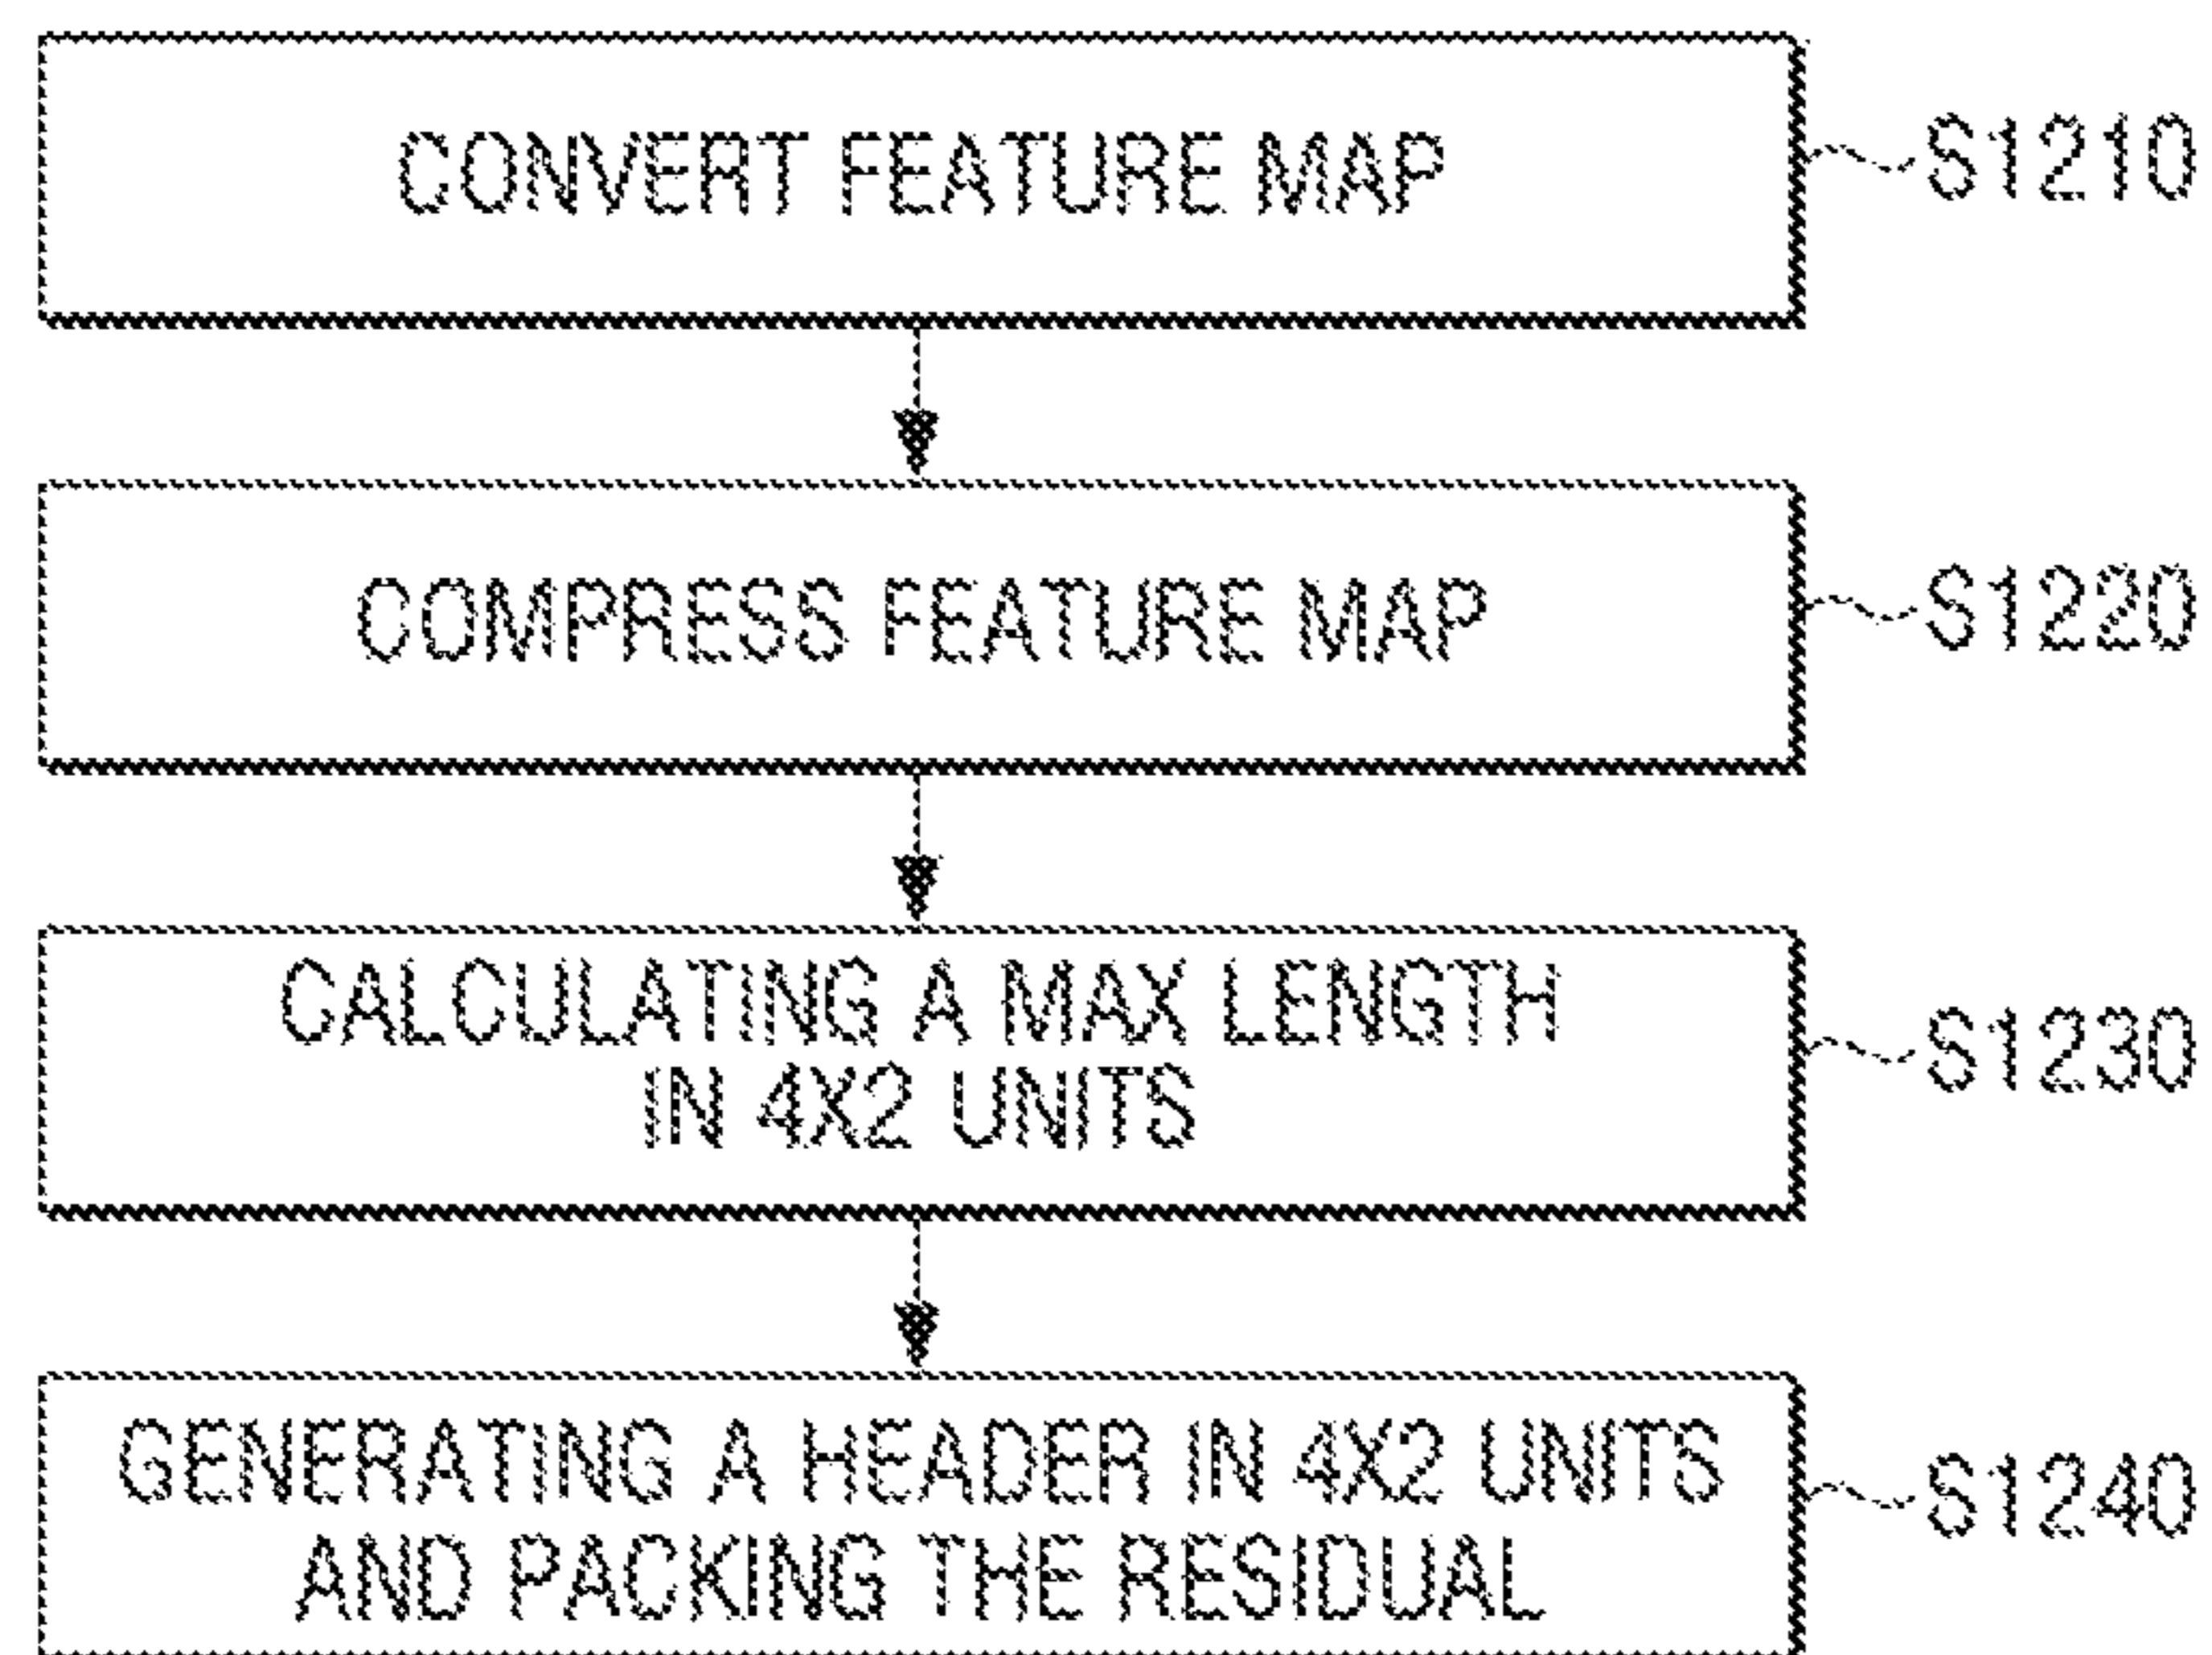 CONVERT FEATURE MAP
S1210
COMPRESS FEATURE MAP
S1220
CALCULATING A MAX LENGTH
IN 4X2 UNITS
S1230
GENERATING A HEADER IN 4X2 UNITS
AND PACKING THE RESIDUAL
S1240